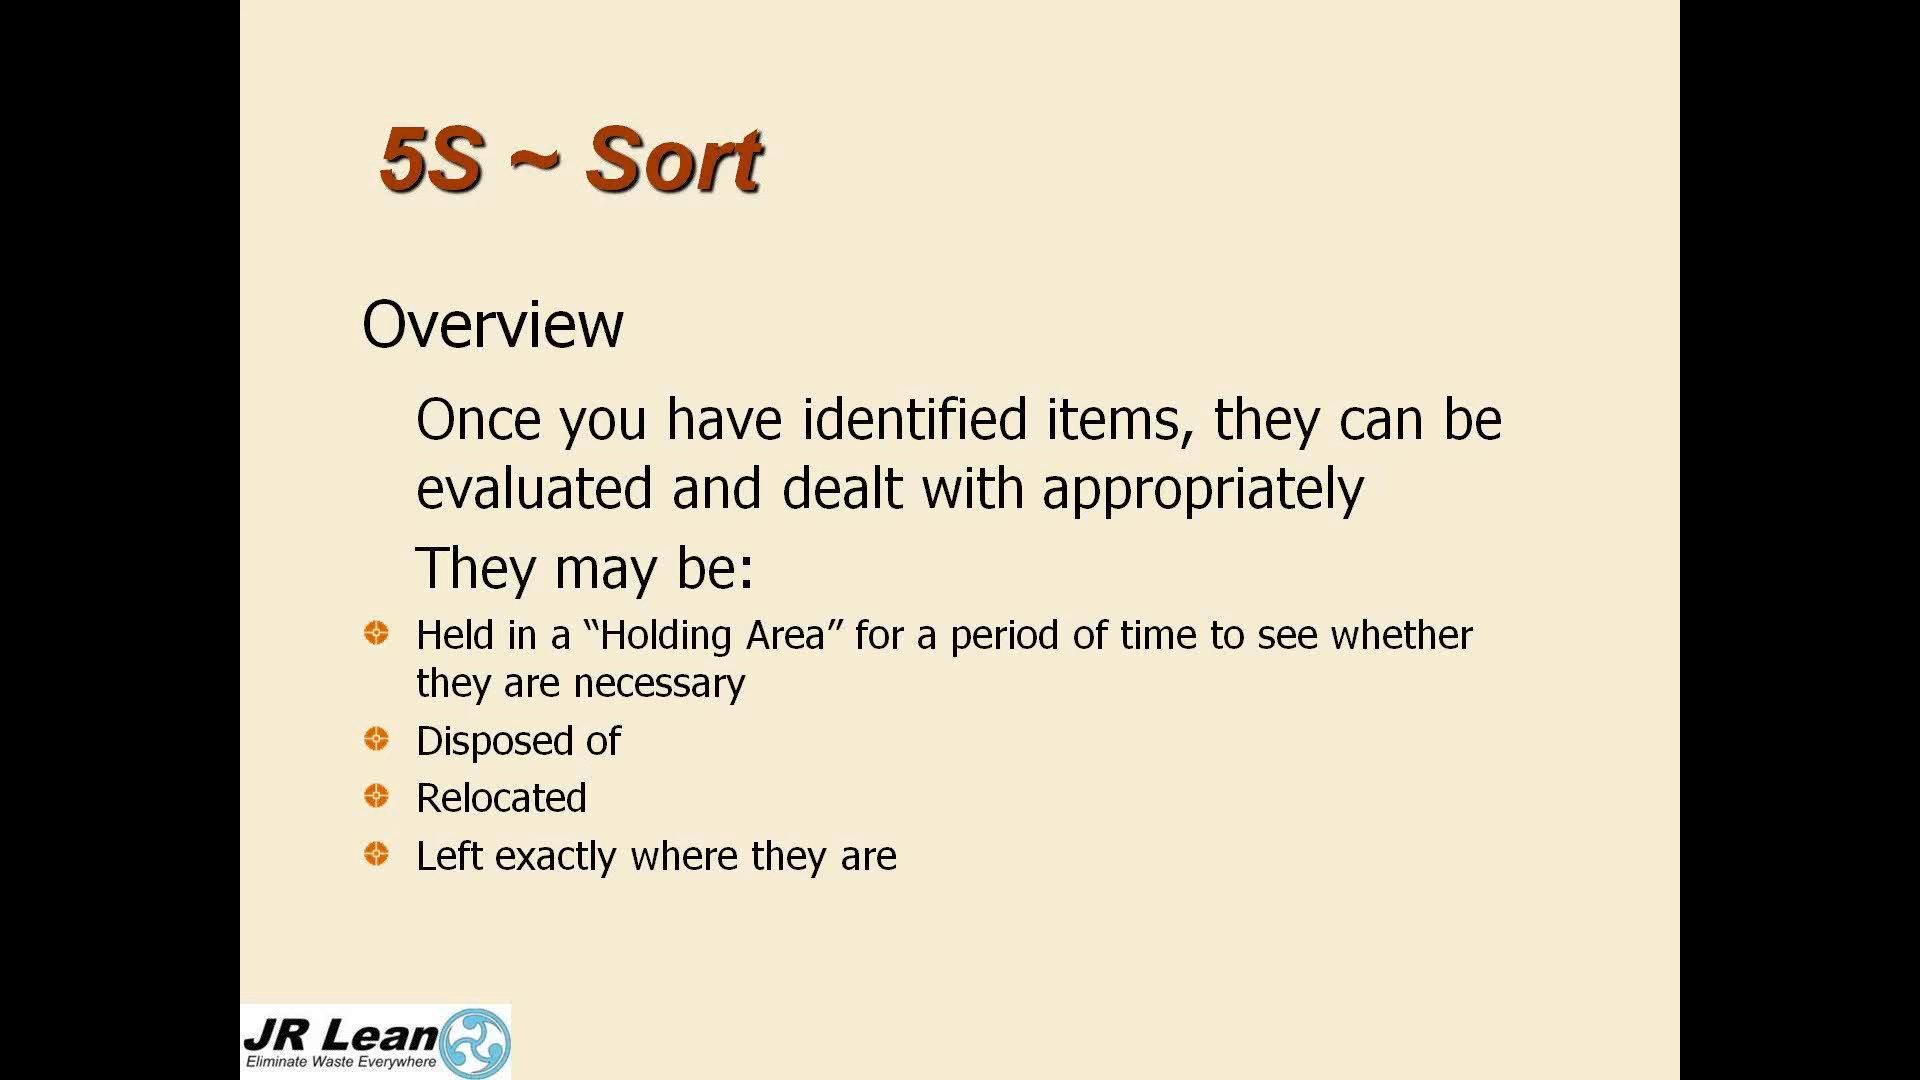 5S ~ Sort
Overview
Once you have identified items, they can be
evaluated and dealt with appropriately
They may be:
Held in a “Holding Area” for a period of time to see whether
they are necessary
Disposed of
Relocated
Left exactly where they are
JR Lean
Eliminate Waste Everywhere